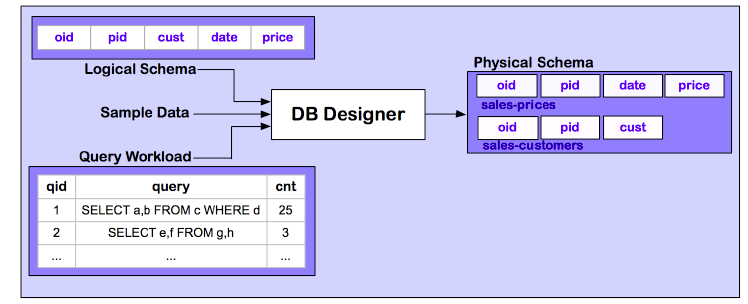 oid pid cust date price
Logical Schema
Sample Data
Query Workload
DB Designer
Physical Schema
oid pid date price
sales-prices
oid pid cust
sales-customers
qid query cnt
1 SELECT a,b FROM c WHERE d 25
2 SELECT e,f FROM g,h 3
... ... ...